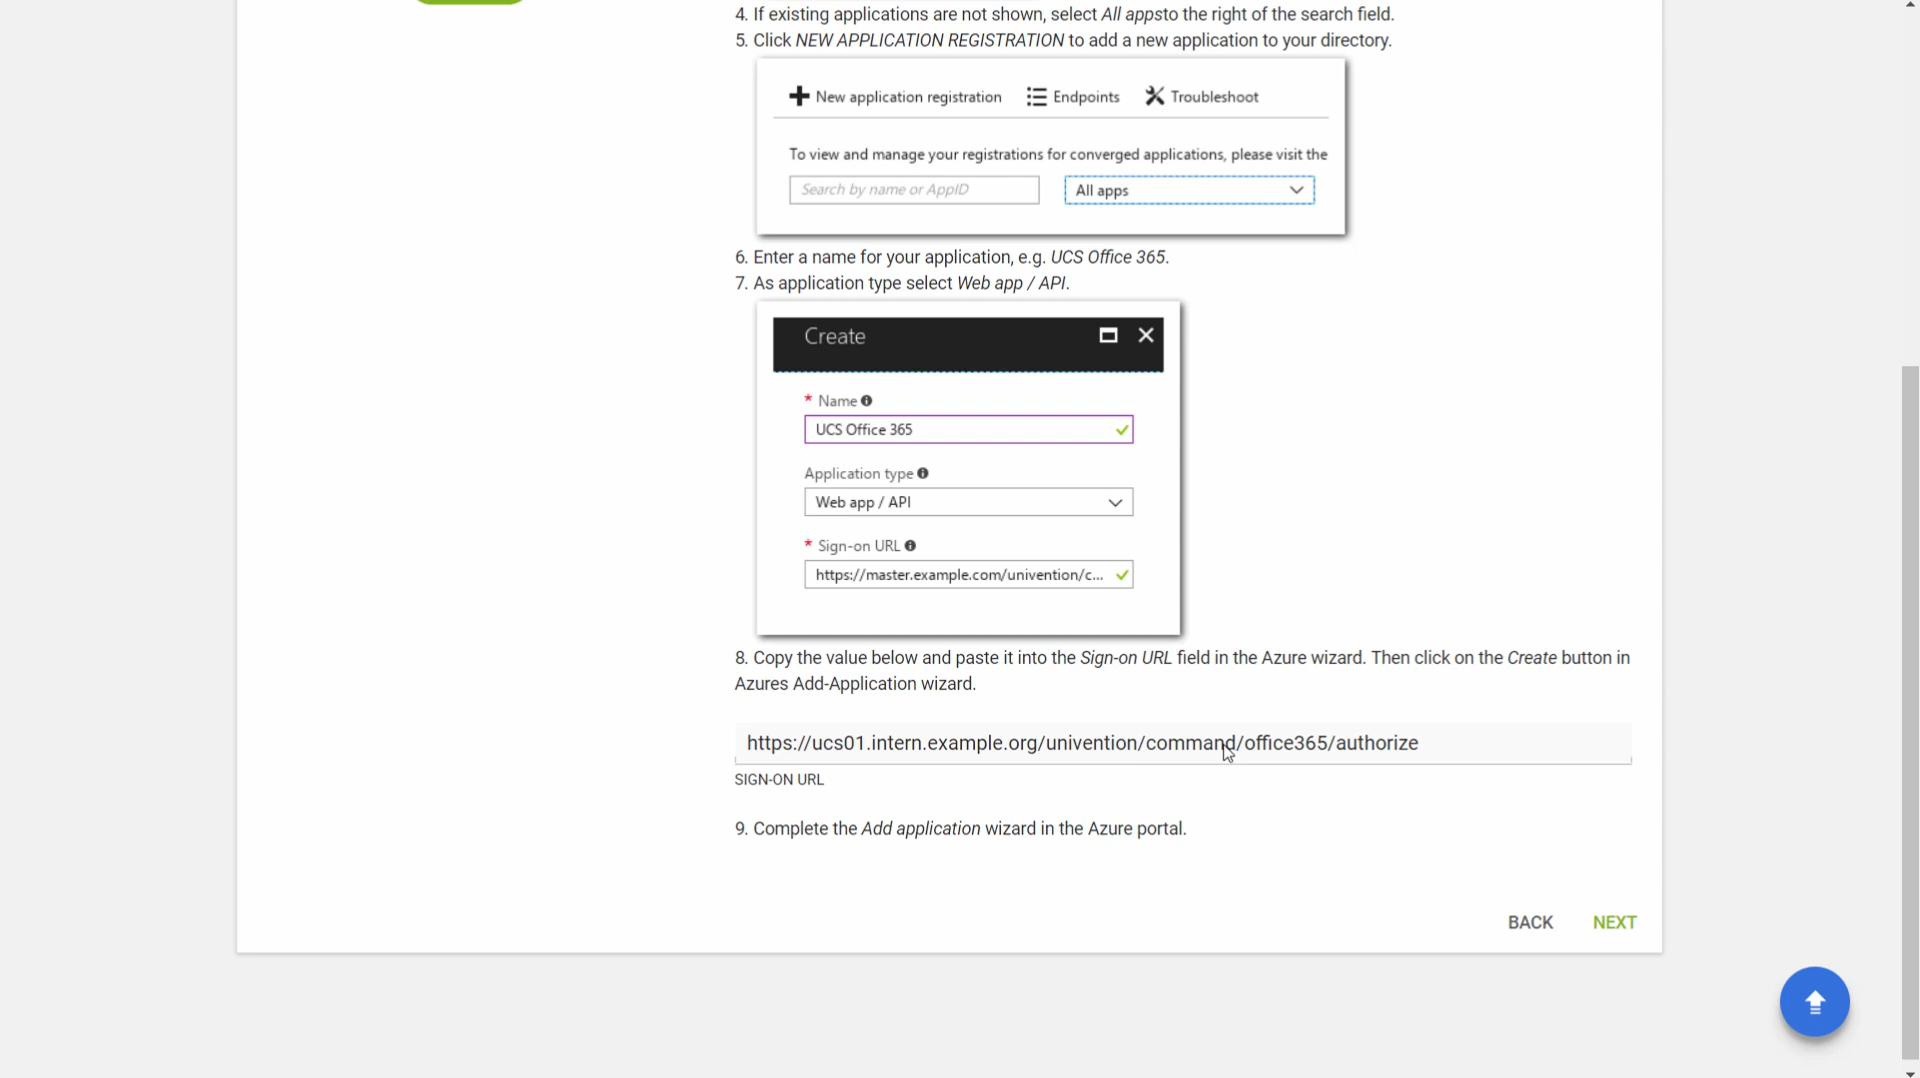 4. If existing applications are not shown, select All appsto the right of the search field.
5. Click NEW APPLICATION REGISTRATION to add a new application to your directory.
New application registration Endpoints Troubleshoot
To view and manage your registrations for converged applications, please visit the
Search by name or AppID All apps
6. Enter a name for your application, e.g. UCS Office 365.
7. As application type select Web app / API.
Create
* Name
UCS Office 365
Application type
Web app / API
* Sign-on URL
https://master.example.com/univention/c...
8. Copy the value below and paste it into the Sign-on URL field in the Azure wizard. Then click on the Create button in
Azures Add-Application wizard.
https://ucs01.intern.example.org/univention/command/office365/authorize
SIGN-ON URL
9. Complete the Add application wizard in the Azure portal.
BACK NEXT